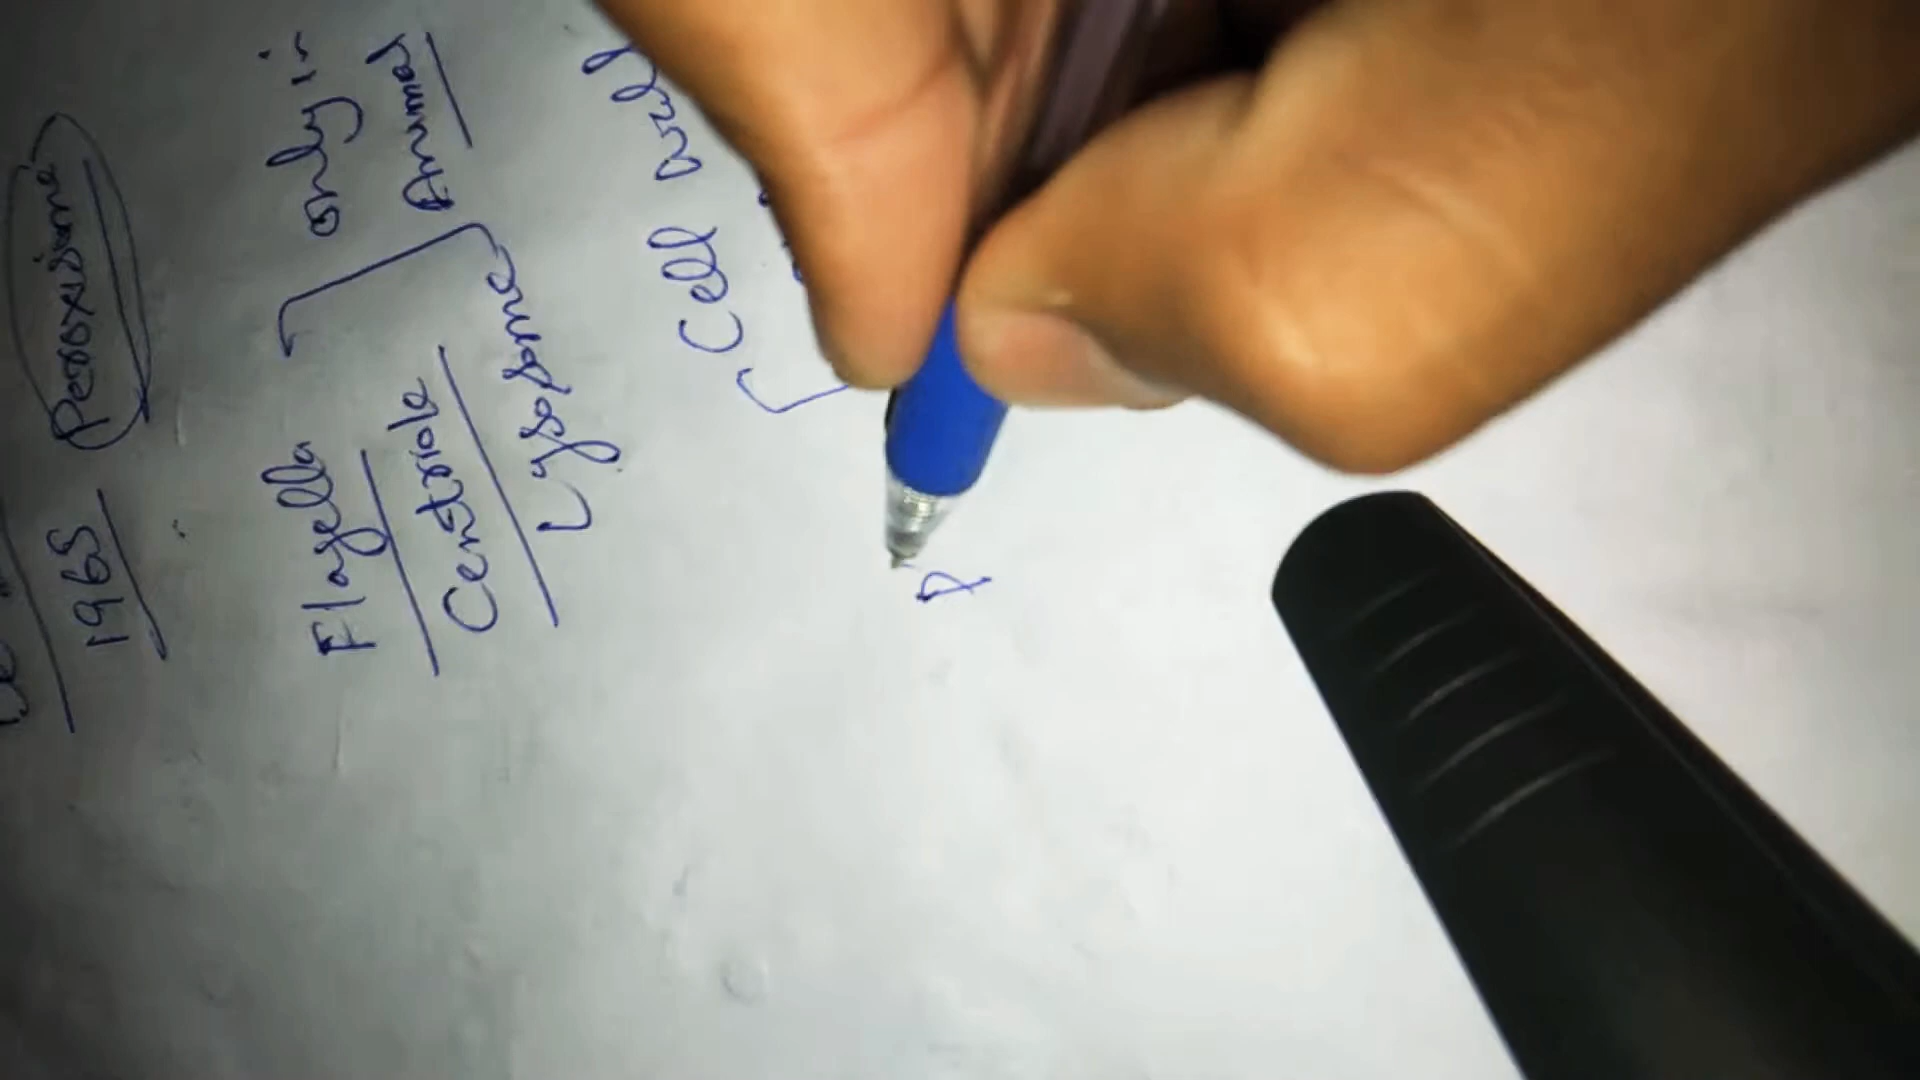 1965 Peroxisome
Flagella only in
Centriole Animal
Lysosome
Cell wall